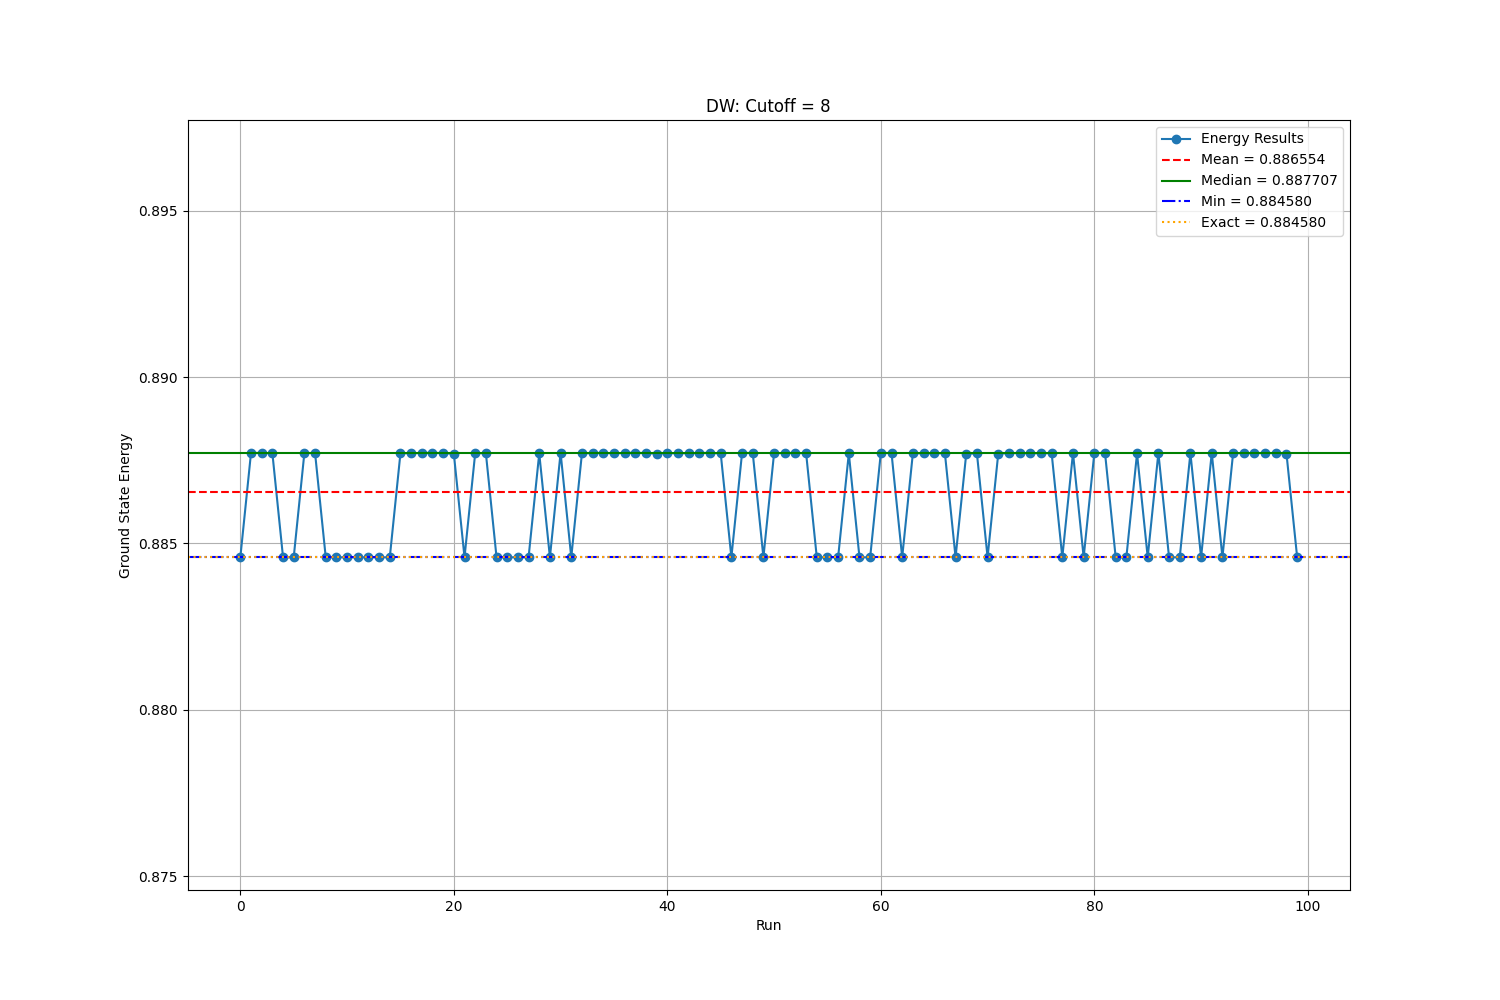 DW: Cutoff = 8
Energy Results
Mean = 0.886554
Median = 0.887707
Min = 0.884580
Exact = 0.884580
Ground State Energy
0.895
0.890
0.885
0.880
0.875
0
20
40
60
80
100
Run